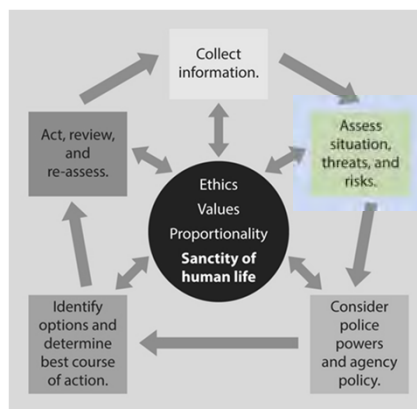 Collect
information.
Assess
situation,
threats, and
risks.
Consider
police
powers
and agency
policy.
Identify
options and
determine
best course
of action.
Act, review,
and
re-assess.
Ethics
Values
Proportionality
Sanctity of
human life